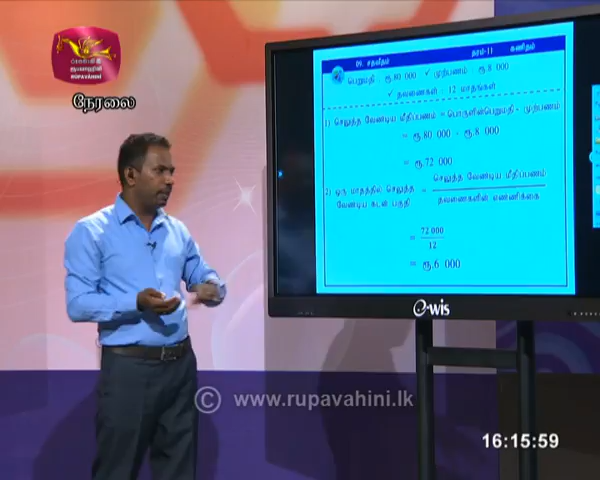 ජාතික රූපවාහිනී
RUPAVAHINI
நேரலை
09. சதவீதம் தரம்-11 கணிதம்
பெறுமதி - ரூ.80 000 ✓ முற்பணம் - ரூ.8 000
✓ தவணைகள் - 12 மாதங்கள்
1) செலுத்த வேண்டிய மீதிப்பணம் = பொருளின்பெறுமதி - முற்பணம்
= ரூ.80 000 - ரூ.8 000
= ரூ.72 000
2) ஒரு மாதத்தில் செலுத்த வேண்டிய கடன் பகுதி = செலுத்த வேண்டிய மீதிப்பணம்
தவணைகளின் எண்ணிக்கை
= 72 000
12
= ரூ.6 000
e-wis
© www.rupavahini.lk
16:15:59